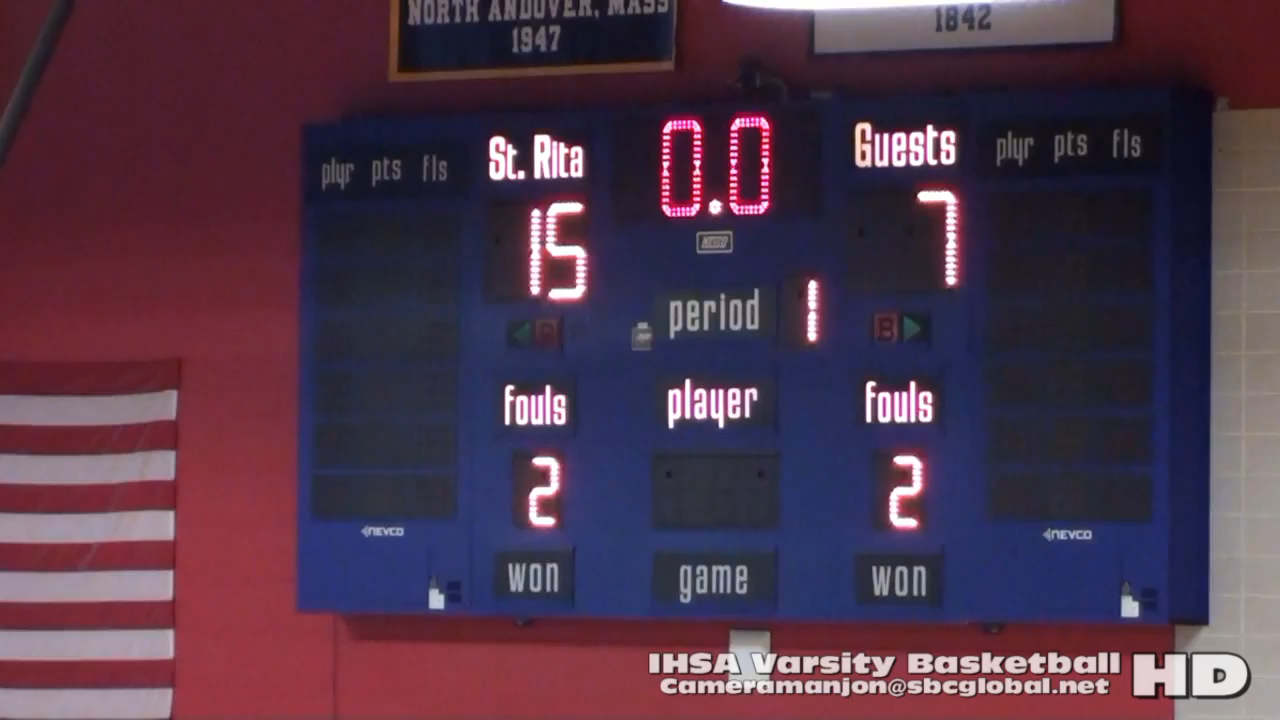 NORTH ANDOVER, MASS
1947
1842
plyr pts fls
St. Rita
0.0
Guests
plyr pts fls
15
NEVCO
7
period 1
B
fouls
player
fouls
2
2
NEVCO
NEVCO
won
game
won
IHSA Varsity Basketball HD
Cameramanjon@sbcglobal.net